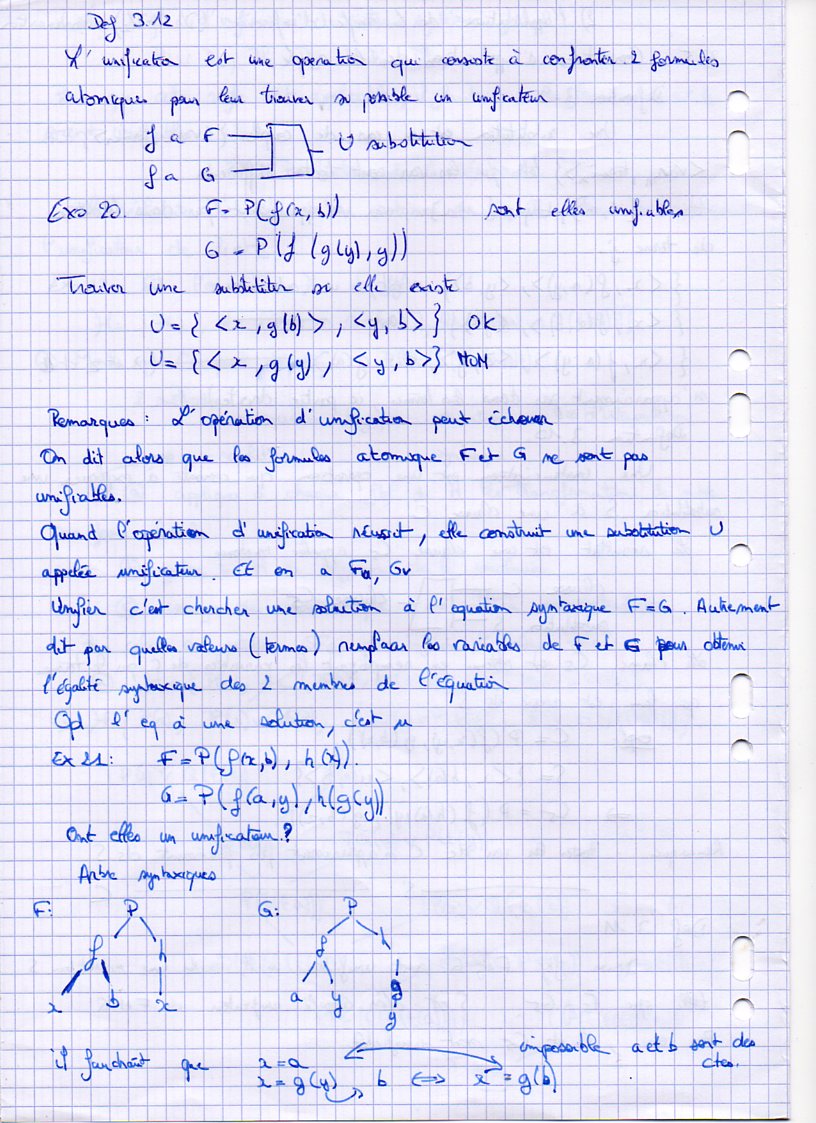 Def 3.12
L'unification est une operation qui consiste à confronter 2 formules
atomiques pour leur trouver si possible un unificateur
f a F
U substitution
f a G
Exo 20. F = P(f(x, b)) sont elles unifiables
G = P(f(g(y), y))
Trouver une substitution si elle existe
U = { <x, g(b)>, <y, b> } OK
U = { <x, g(y), <y, b> } NON
Remarques : L'opération d'unification peut échouer
On dit alors que les formules atomique F et G ne sont pas
unifiables.
Quand l'opération d'unification réussit, elle construit une substitution U
appelée unificateur. Et on a Fu, Gu
Unifier c'est chercher une solution à l'equation syntaxique F=G. Autrement
dit par quelles valeurs (termes) remplacer les variables de F et G pour obtenir
l'égalité syntaxique des 2 membres de l'équation
Qd l'eq à une solution, c'est u
Ex 21: F = P(f(x,b), h(x)).
G = P(f(a,y), h(g(y))
Ont elles un unificateur?
Arbre syntaxiques
F: P G: P
f h f h
x b x a y g
y
il faudrait que x = a impossible a et b sont des
ctes.
x = g(y) b <=> x = g(b)